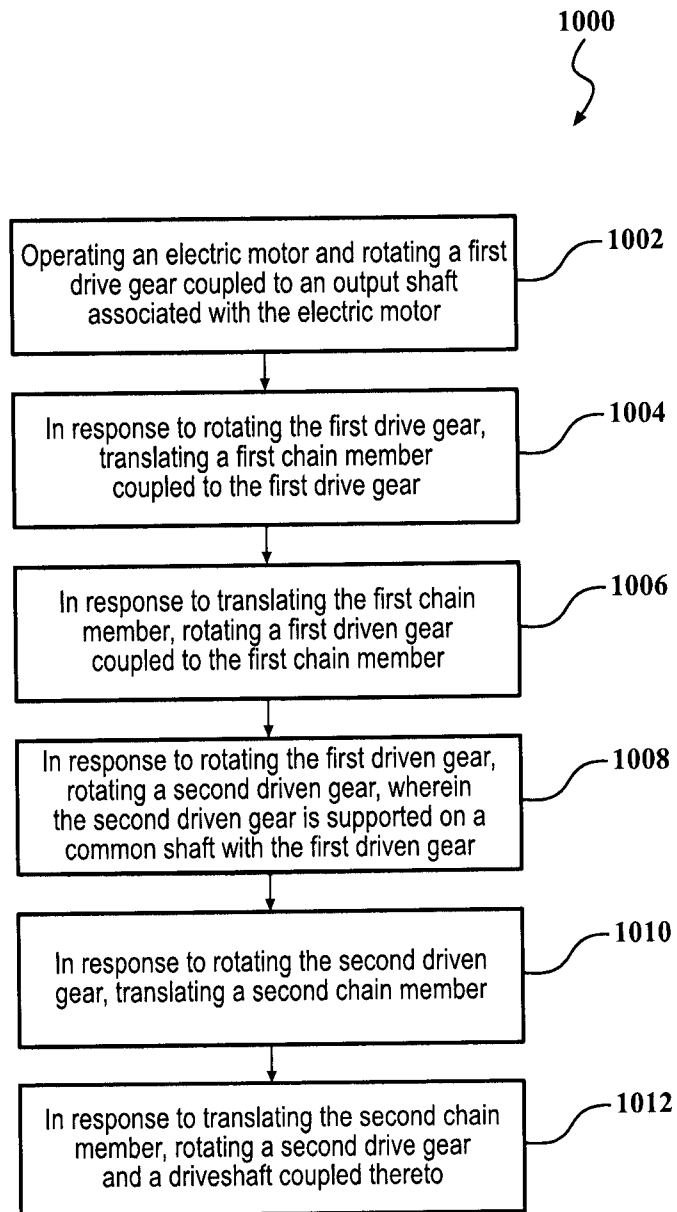 1000
Operating an electric motor and rotating a first
drive gear coupled to an output shaft
associated with the electric motor
1002
In response to rotating the first drive gear,
translating a first chain member
coupled to the first drive gear
1004
In response to translating the first chain
member, rotating a first driven gear
coupled to the first chain member
1006
In response to rotating the first driven gear,
rotating a second driven gear, wherein
the second driven gear is supported on a
common shaft with the first driven gear
1008
In response to rotating the second driven
gear, translating a second chain member
1010
In response to translating the second chain
member, rotating a second drive gear
and a driveshaft coupled thereto
1012